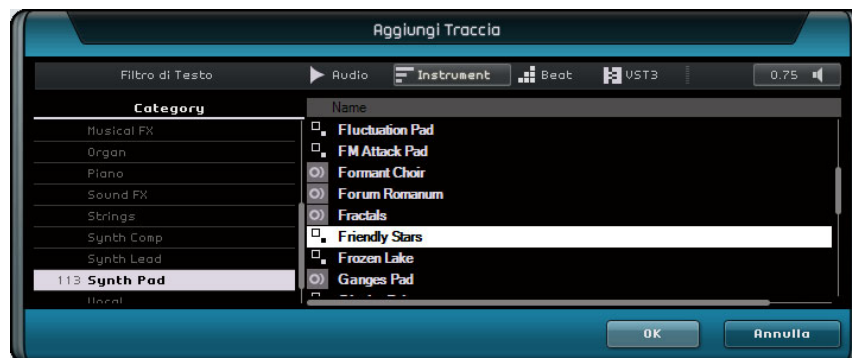 Aggiungi Traccia
Filtro di Testo
Audio
Instrument
Beat
VST3
0.75
Category
Name
Musical FX
Organ
Piano
Sound FX
Strings
Synth Comp
Synth Lead
113 Synth Pad
Vocal
Fluctuation Pad
FM Attack Pad
Formant Choir
Forum Romanum
Fractals
Friendly Stars
Frozen Lake
Ganges Pad
OK
Annulla